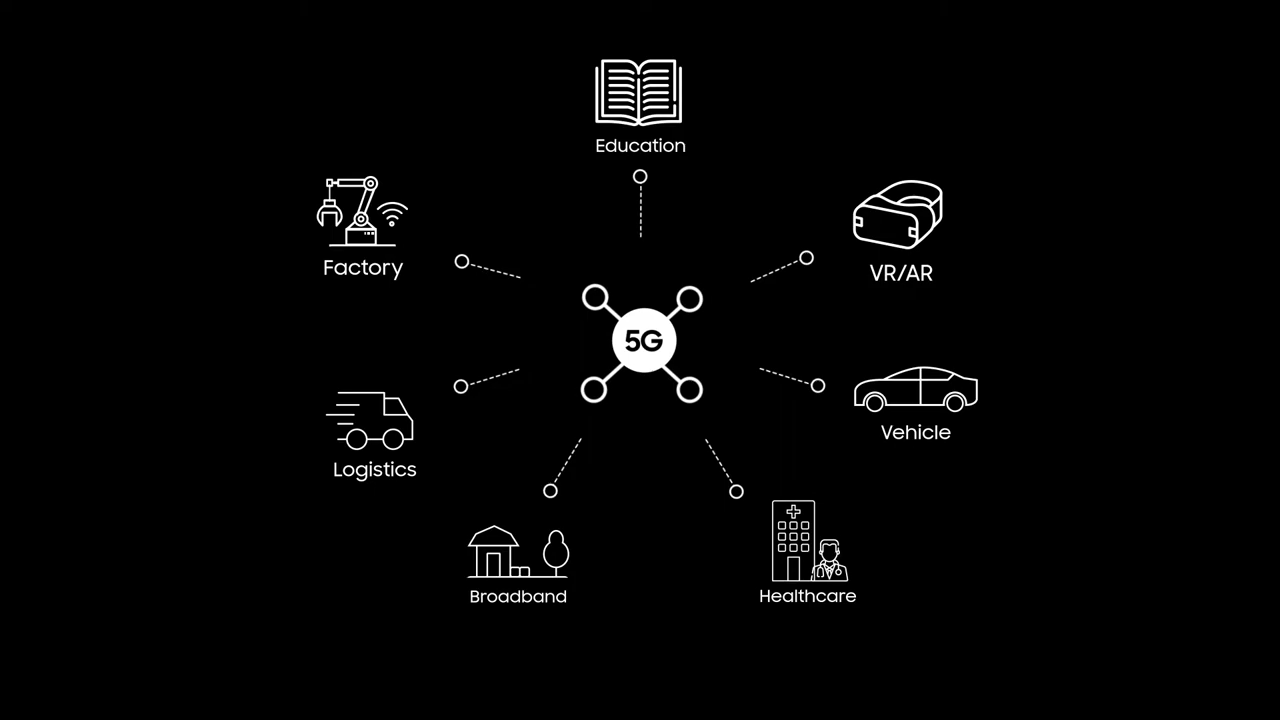 Education
Factory
VR/AR
5G
Logistics
Vehicle
Broadband
Healthcare